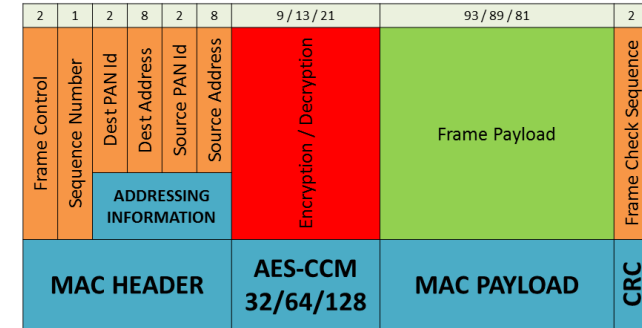 2 1 2 8 2 8 9 / 13 / 21 93 / 89 / 81 2
Frame Control
Sequence Number
Dest PAN Id
Dest Address
Source PAN Id
Source Address
Encryption / Decryption
Frame Payload
Frame Check Sequence
ADDRESSING
INFORMATION
MAC HEADER
AES-CCM
32/64/128
MAC PAYLOAD
CRC